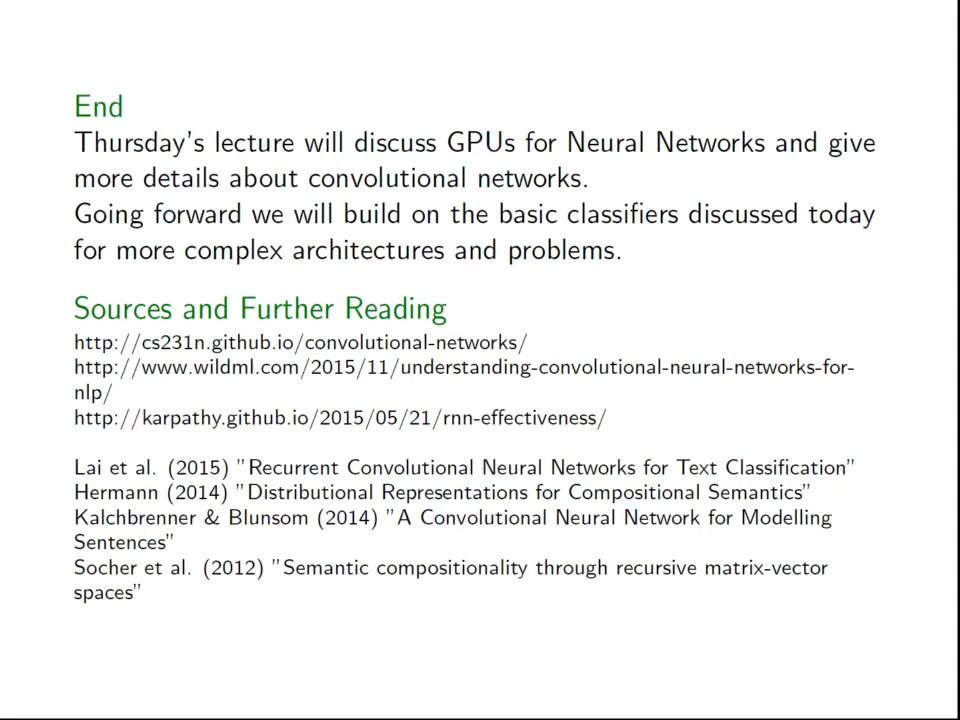 End
Thursday's lecture will discuss GPUs for Neural Networks and give
more details about convolutional networks.
Going forward we will build on the basic classifiers discussed today
for more complex architectures and problems.
Sources and Further Reading
http://cs231n.github.io/convolutional-networks/
http://www.wildml.com/2015/11/understanding-convolutional-neural-networks-for-
nlp/
http://karpathy.github.io/2015/05/21/rnn-effectiveness/
Lai et al. (2015) ”Recurrent Convolutional Neural Networks for Text Classification”
Hermann (2014) ”Distributional Representations for Compositional Semantics”
Kalchbrenner & Blunsom (2014) ”A Convolutional Neural Network for Modelling
Sentences”
Socher et al. (2012) ”Semantic compositionality through recursive matrix-vector
spaces”